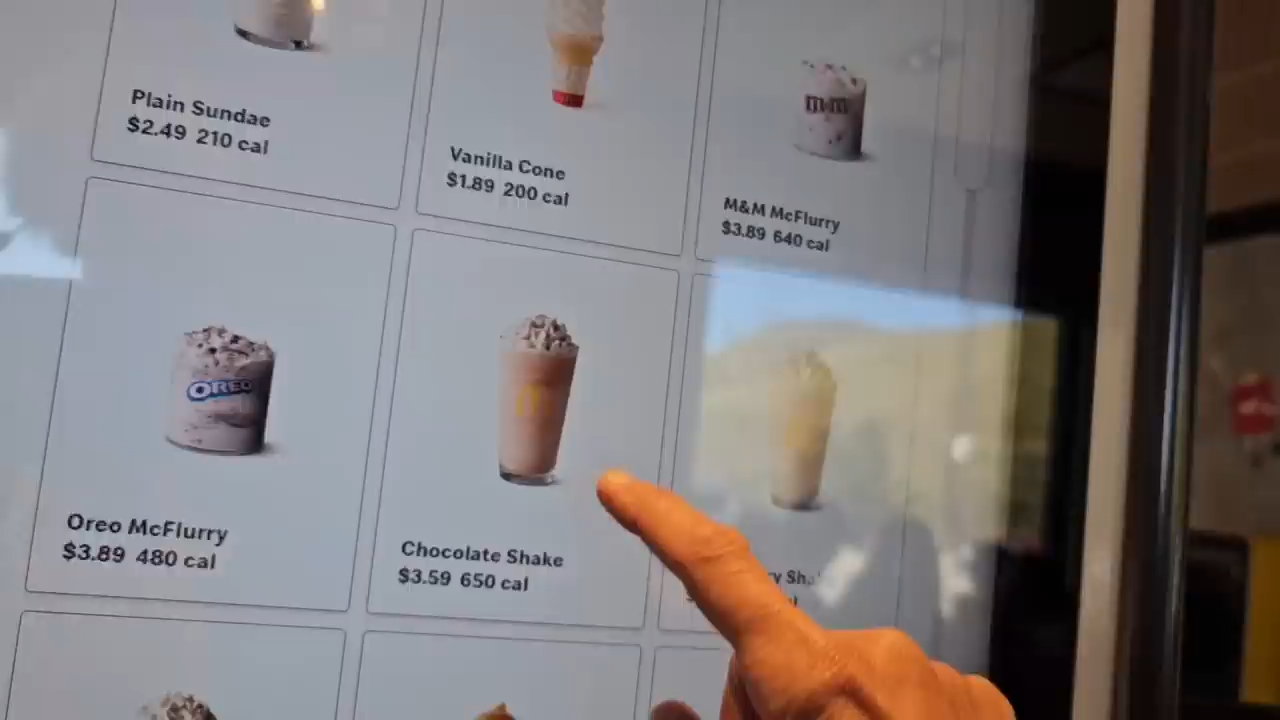 Plain Sundae
$2.49 210 cal
Vanilla Cone
$1.89 200 cal
m&m
M&M McFlurry
$3.89 640 cal
OREO
Oreo McFlurry
$3.89 480 cal
Chocolate Shake
$3.59 650 cal